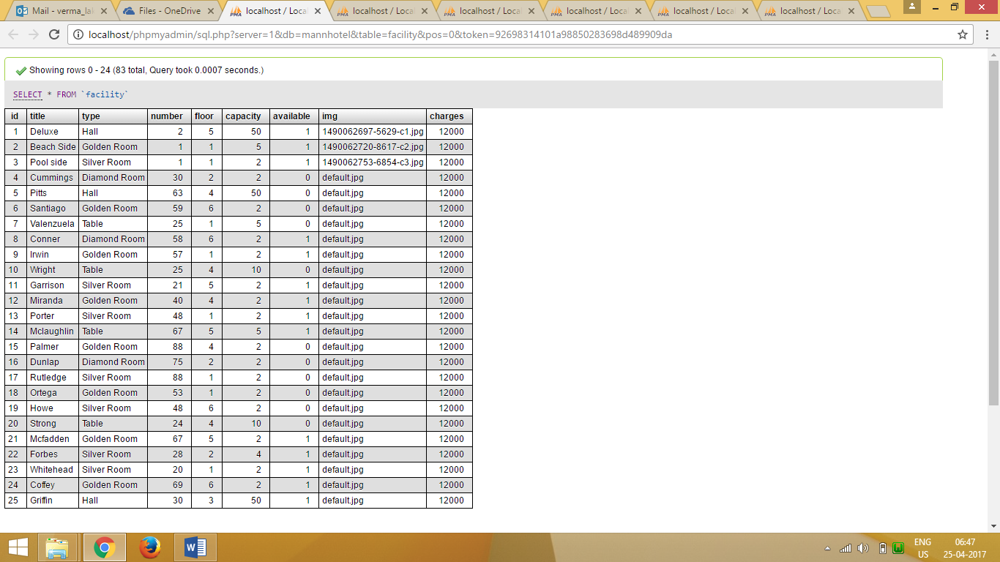 Mail - verma_la
Files - OneDrive
localhost / Loca
localhost / Loca
localhost / Loca
localhost / Loca
localhost / Loca
localhost / Loca
localhost/phpmyadmin/sql.php?server=1&db=mannhotel&table=facility&pos=0&token=92698314101a98850283698d489909da
Showing rows 0 - 24 (83 total, Query took 0.0007 seconds.)
SELECT * FROM `facility`
id title type number floor capacity available img charges
1 Deluxe Hall 2 5 50 1 1490062697-5629-c1.jpg 12000
2 Beach Side Golden Room 1 1 5 1 1490062720-8617-c2.jpg 12000
3 Pool side Silver Room 1 1 2 1 1490062753-6854-c3.jpg 12000
4 Cummings Diamond Room 30 2 2 0 default.jpg 12000
5 Pitts Hall 63 4 50 0 default.jpg 12000
6 Santiago Golden Room 59 6 2 0 default.jpg 12000
7 Valenzuela Table 25 1 5 0 default.jpg 12000
8 Conner Diamond Room 58 6 2 1 default.jpg 12000
9 Irwin Golden Room 57 1 2 1 default.jpg 12000
10 Wright Table 25 4 10 0 default.jpg 12000
11 Garrison Silver Room 21 5 2 1 default.jpg 12000
12 Miranda Golden Room 40 4 2 1 default.jpg 12000
13 Porter Silver Room 48 1 2 1 default.jpg 12000
14 Mclaughlin Table 67 5 5 1 default.jpg 12000
15 Palmer Golden Room 88 4 2 0 default.jpg 12000
16 Dunlap Diamond Room 75 2 2 0 default.jpg 12000
17 Rutledge Silver Room 88 1 2 0 default.jpg 12000
18 Ortega Golden Room 53 1 2 0 default.jpg 12000
19 Howe Silver Room 48 6 2 0 default.jpg 12000
20 Strong Table 24 4 10 0 default.jpg 12000
21 Mcfadden Golden Room 67 5 2 1 default.jpg 12000
22 Forbes Silver Room 28 2 4 1 default.jpg 12000
23 Whitehead Silver Room 20 1 2 1 default.jpg 12000
24 Coffey Golden Room 69 6 2 1 default.jpg 12000
25 Griffin Hall 30 3 50 1 default.jpg 12000
ENG 06:47
US 25-04-2017